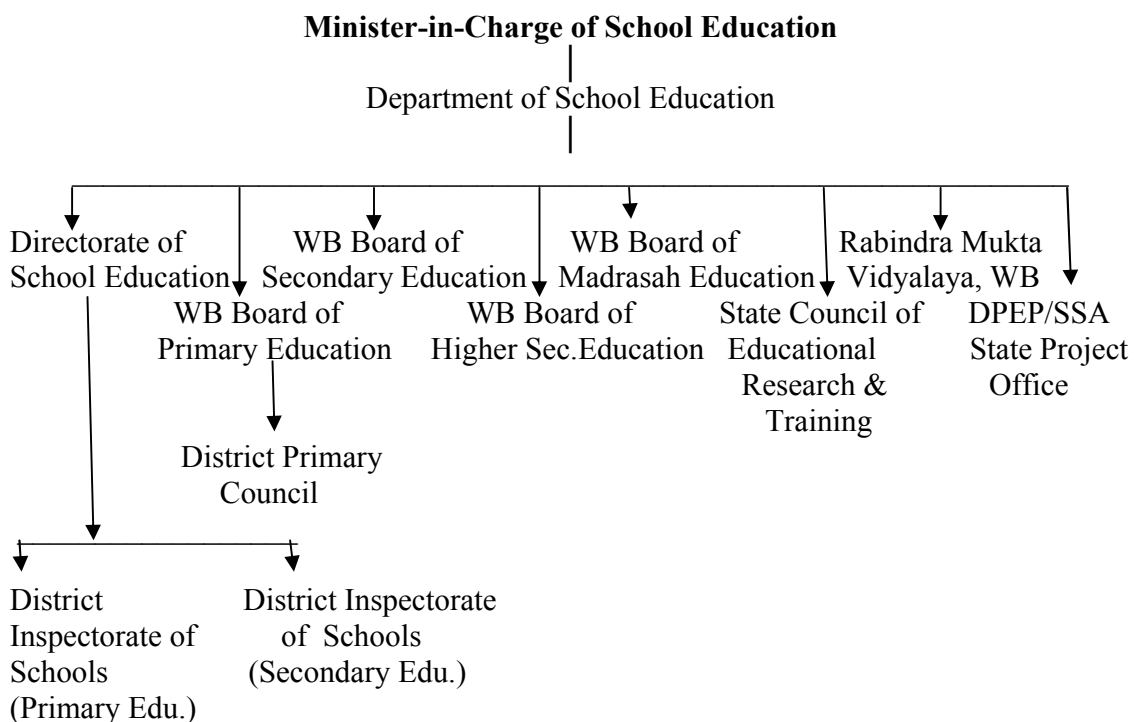 Minister-in-Charge of School Education
Department of School Education
Directorate of
School Education
WB Board of
Primary Education
WB Board of
Secondary Education
WB Board of
Higher Sec.Education
WB Board of
Madrasah Education
State Council of
Educational
Research &
Training
Rabindra Mukta
Vidyalaya, WB
DPEP/SSA
State Project
Office
District Primary
Council
District
Inspectorate of
Schools
(Primary Edu.)
District Inspectorate
of Schools
(Secondary Edu.)